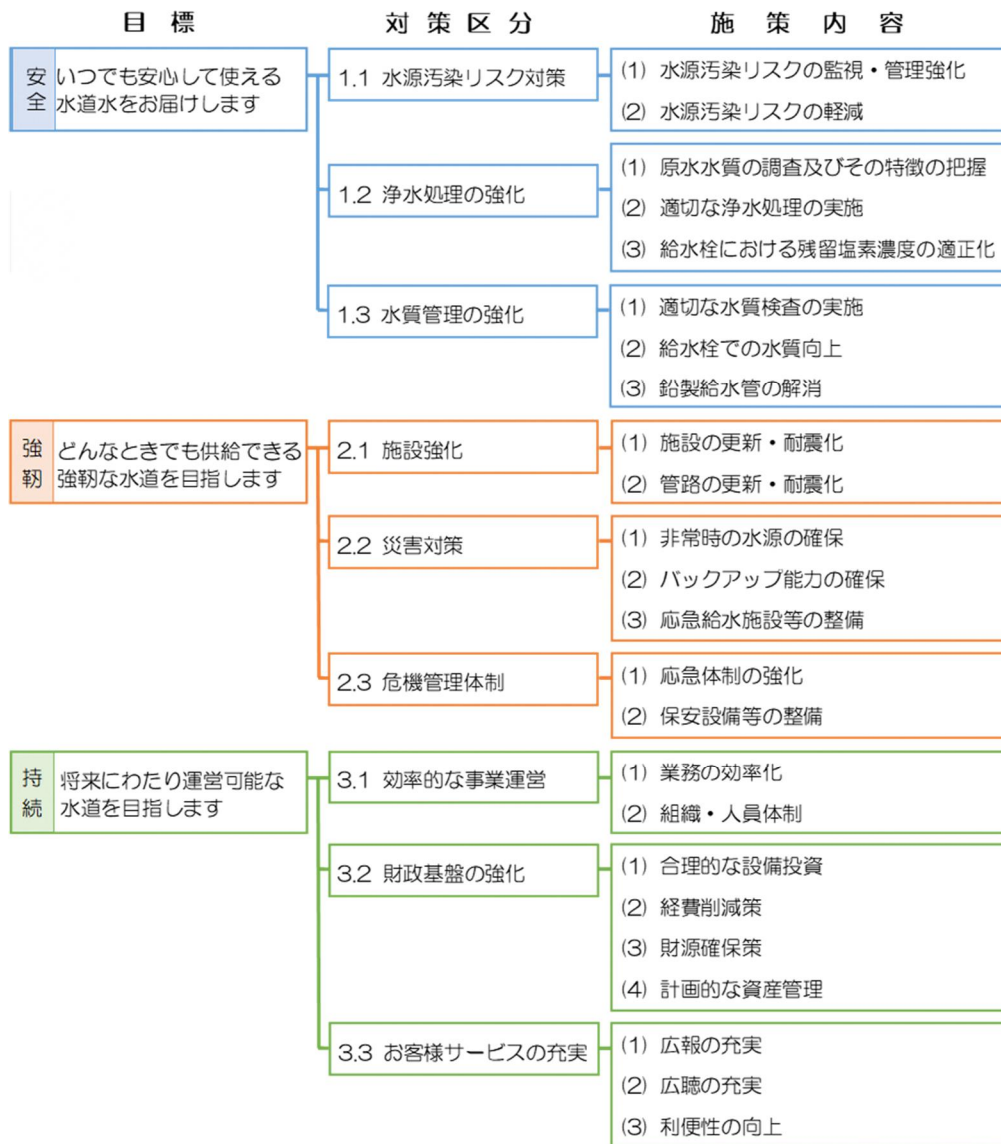 目標 対策区分 施策内容
安全
いつでも安心して使える
水道水をお届けします
1.1 水源汚染リスク対策
(1) 水源汚染リスクの監視・管理強化
(2) 水源汚染リスクの軽減
1.2 浄水処理の強化
(1) 原水水質の調査及びその特徴の把握
(2) 適切な浄水処理の実施
(3) 給水栓における残留塩素濃度の適正化
1.3 水質管理の強化
(1) 適切な水質検査の実施
(2) 給水栓での水質向上
(3) 鉛製給水管の解消
強靭
どんなときでも供給できる
強靭な水道を目指します
2.1 施設強化
(1) 施設の更新・耐震化
(2) 管路の更新・耐震化
2.2 災害対策
(1) 非常時の水源の確保
(2) バックアップ能力の確保
(3) 応急給水施設等の整備
2.3 危機管理体制
(1) 応急体制の強化
(2) 保安設備等の整備
持続
将来にわたり運営可能な
水道を目指します
3.1 効率的な事業運営
(1) 業務の効率化
(2) 組織・人員体制
3.2 財政基盤の強化
(1) 合理的な設備投資
(2) 経費削減策
(3) 財源確保策
(4) 計画的な資産管理
3.3 お客様サービスの充実
(1) 広報の充実
(2) 広聴の充実
(3) 利便性の向上